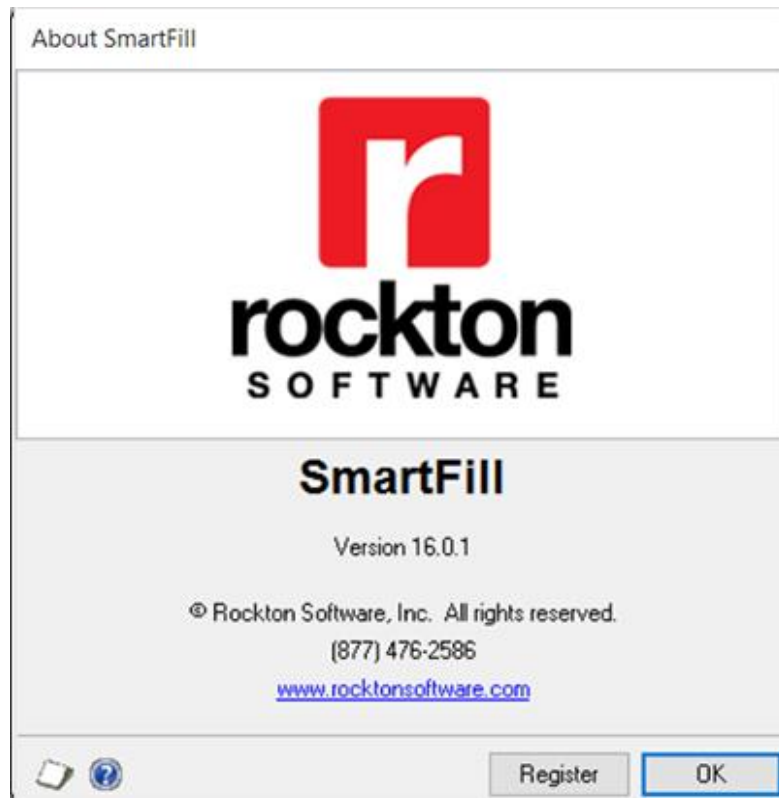 About SmartFill
r
rockton
SOFTWARE
SmartFill
Version 16.0.1
© Rockton Software, Inc.  All rights reserved.
(877) 476-2586
www.rocktonsoftware.com
Register
OK